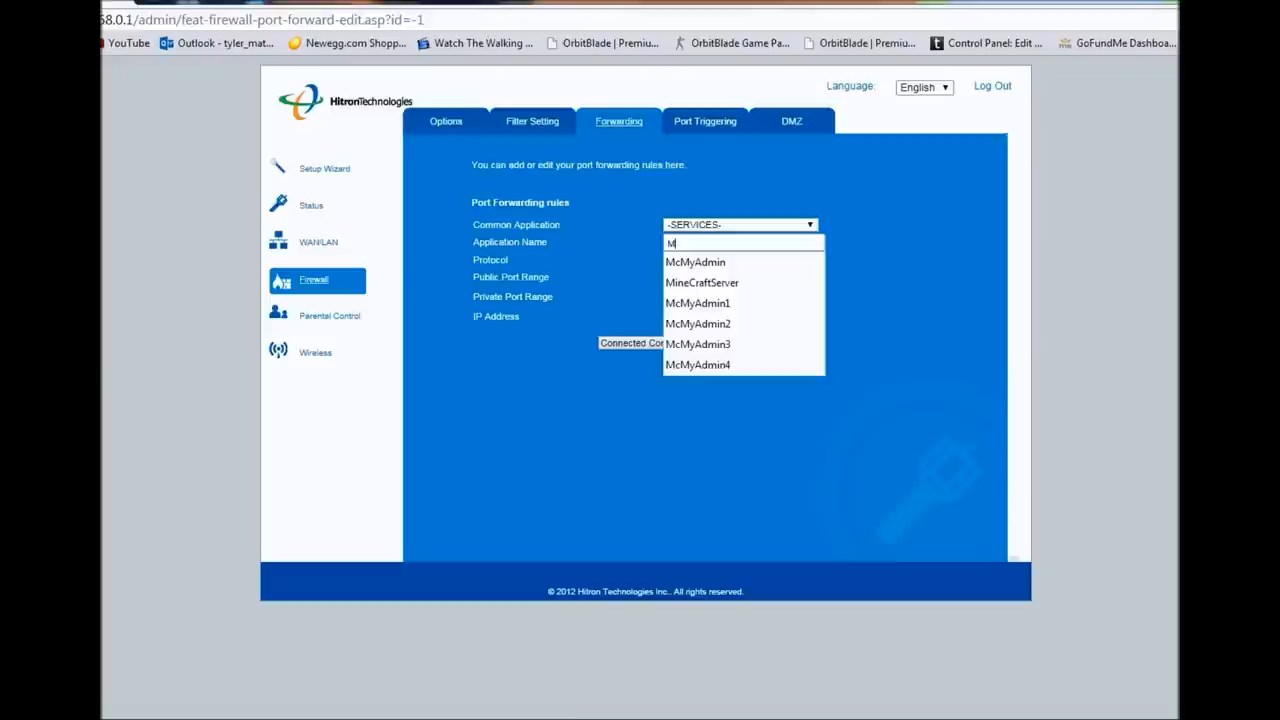 58.0.1/admin/feat-firewall-port-forward-edit.asp?id=-1
YouTube Outlook - tyler_mat... Newegg.com Shopp... Watch The Walking ... OrbitBlade | Premiu... OrbitBlade Game Pa... OrbitBlade | Premiu... Control Panel: Edit ... GoFundMe Dashboa...
HitronTechnologies
Language: English Log Out
Options Filter Setting Forwarding Port Triggering DMZ
Setup Wizard
Status
WAN/LAN
Firewall
Parental Control
Wireless
You can add or edit your port forwarding rules here.
Port Forwarding rules
Common Application -SERVICES-
Application Name M
Protocol
Public Port Range
Private Port Range
IP Address
Connected Co
McMyAdmin
MineCraftServer
McMyAdmin1
McMyAdmin2
McMyAdmin3
McMyAdmin4
© 2012 Hitron Technologies Inc.. All rights reserved.